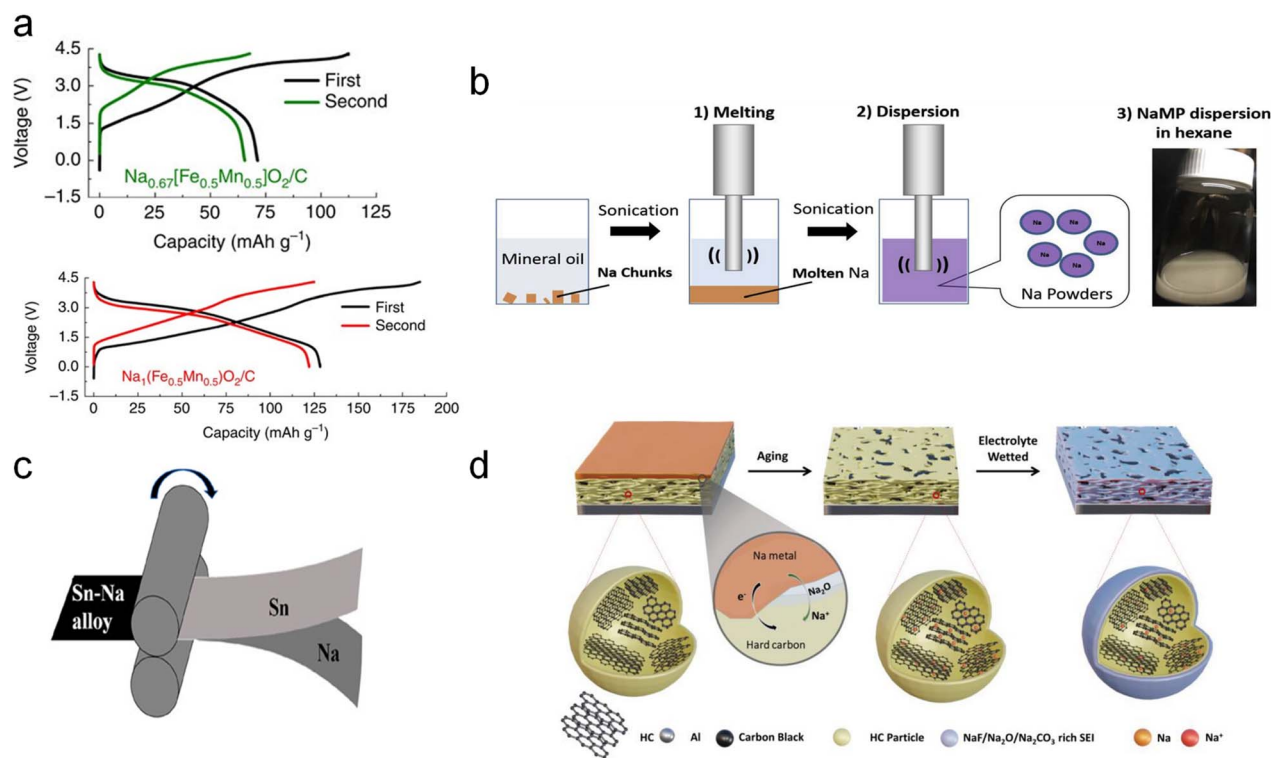 a
4.5
3.0
1.5
0.0
−1.5
Voltage (V)
First
Second
Na0.67[Fe0.5Mn0.5]O2/C
0 25 50 75 100 125
Capacity (mAh g−1)
4.5
3.0
1.5
0.0
−1.5
Voltage (V)
First
Second
Na1(Fe0.5Mn0.5)O2/C
0 25 50 75 100 125 150 175 200
Capacity (mAh g−1)
b
1) Melting
2) Dispersion
3) NaMP dispersion
in hexane
Sonication
Sonication
Mineral oil
Na Chunks
Molten Na
Na
Na
Na
Na
Na
Na Powders
c
Sn-Na
alloy
Sn
Na
d
Aging
Electrolyte
Wetted
Na metal
e-
Na2O
Na+
Hard carbon
HC
Al
Carbon Black
HC Particle
NaF/Na2O/Na2CO3 rich SEI
Na
Na+